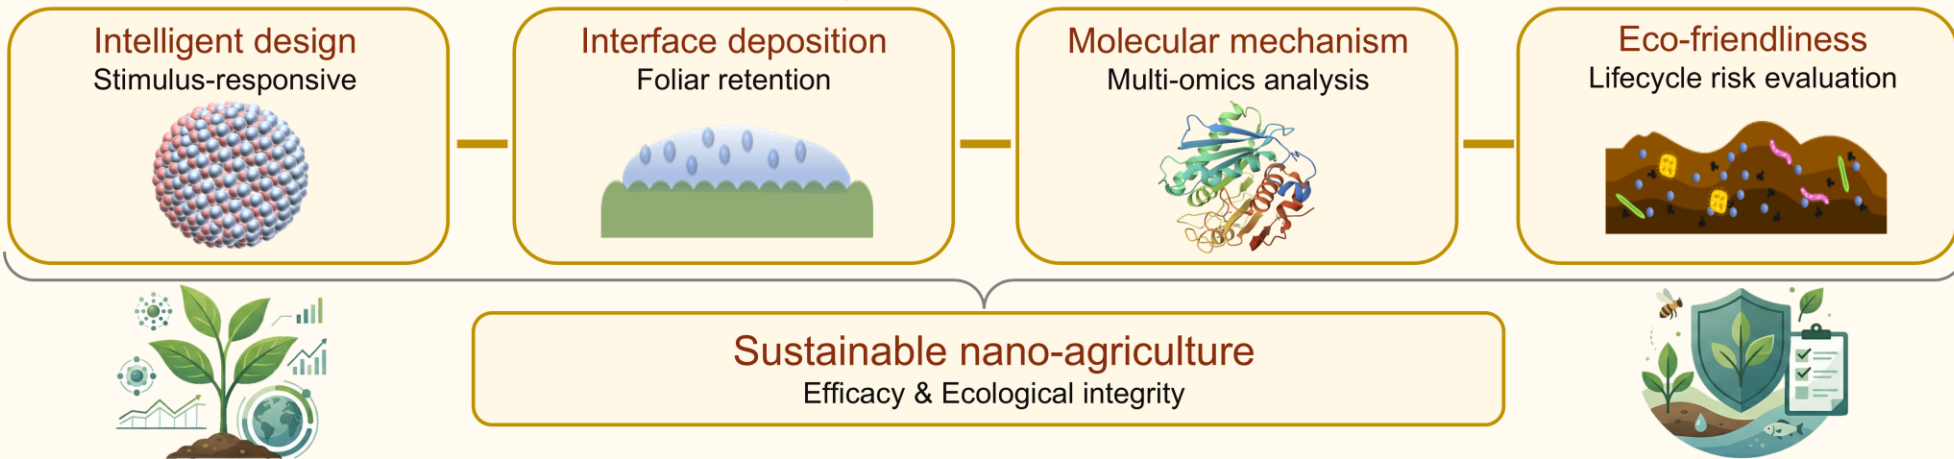 Intelligent design
Stimulus-responsive
Interface deposition
Foliar retention
Molecular mechanism
Multi-omics analysis
Eco-friendliness
Lifecycle risk evaluation
Sustainable nano-agriculture
Efficacy & Ecological integrity